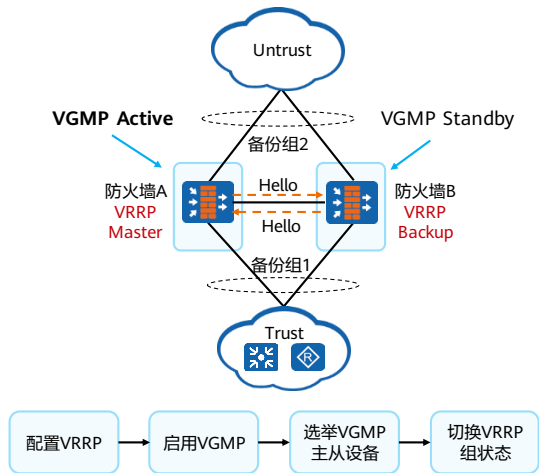 Untrust
VGMP Active
VGMP Standby
备份组2
防火墙A
VRRP
Master
Hello
Hello
防火墙B
VRRP
Backup
备份组1
Trust
R
配置VRRP
启用VGMP
选举VGMP
主从设备
切换VRRP
组状态